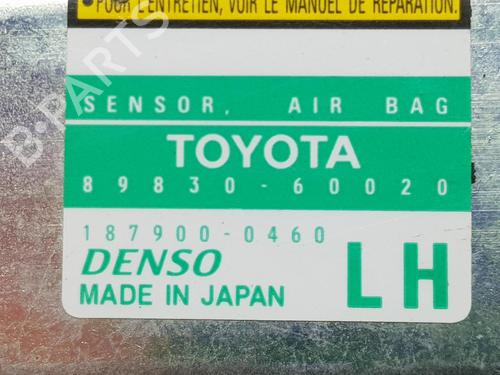 •POUR L'ENTRETIEN, VOIR LE MANUEL DE RÉPARATION.
SENSOR, AIR BAG
TOYOTA
89830-60020
187900-0460
DENSO
MADE IN JAPAN
LH
B-PARTS